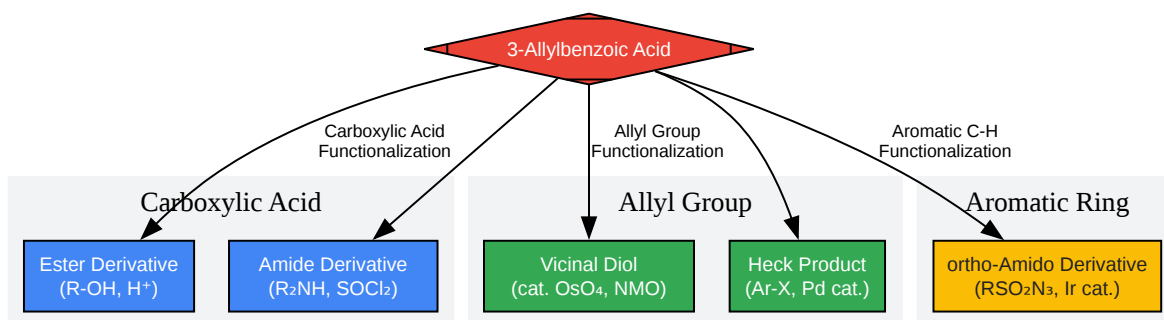 3-Allylbenzoic Acid
Carboxylic Acid
Functionalization
Allyl Group
Functionalization
Aromatic C-H
Functionalization
Carboxylic Acid
Allyl Group
Aromatic Ring
Ester Derivative
(R-OH, H⁺)
Amide Derivative
(R₂NH, SOCl₂)
Vicinal Diol
(cat. OsO₄, NMO)
Heck Product
(Ar-X, Pd cat.)
ortho-Amido Derivative
(RSO₂N₃, Ir cat.)